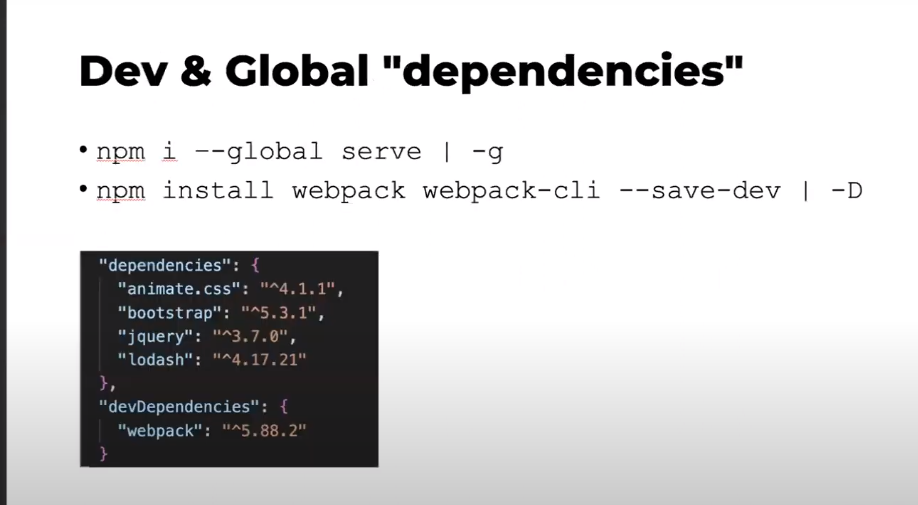 Dev & Global "dependencies"
• npm i –-global serve | -g
• npm install webpack webpack-cli --save-dev | -D
"dependencies": {
"animate.css": "^4.1.1",
"bootstrap": "^5.3.1",
"jquery": "^3.7.0",
"lodash": "^4.17.21"
},
"devDependencies": {
"webpack": "^5.88.2"
}